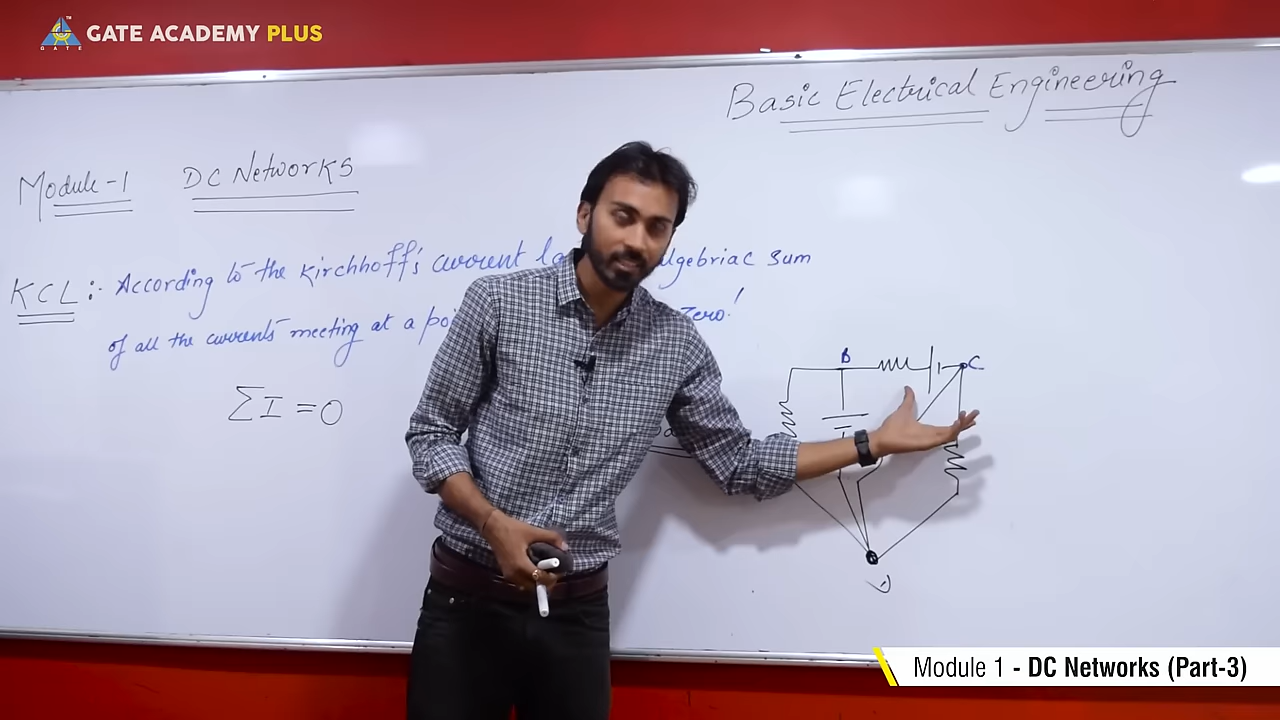 GATE ACADEMY PLUS
GATE
Basic Electrical Engineering
Module-1 DC Networks
KCL :- According to the Kirchhoff's current algebriac sum
of all the currents meeting at a zero!
ΣI = 0
B
C
Module 1 - DC Networks (Part-3)